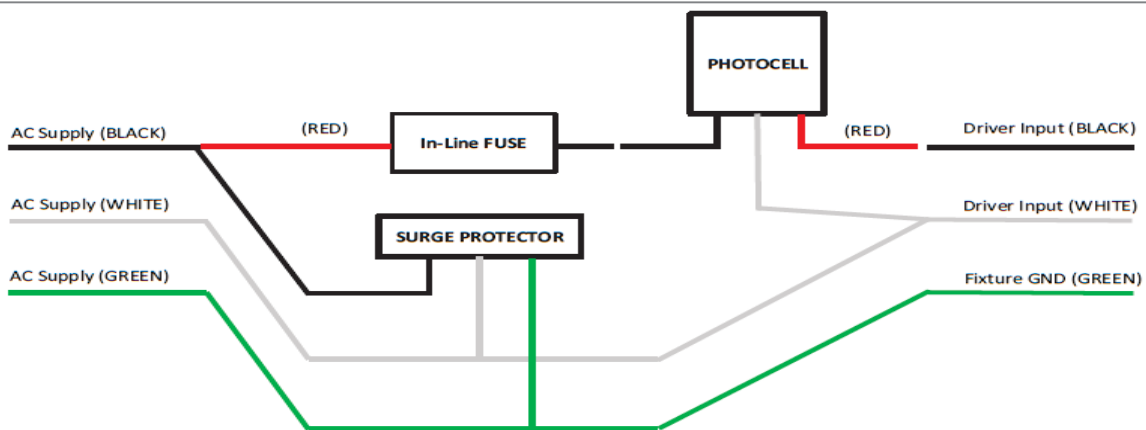 PHOTOCELL
AC Supply (BLACK)
(RED)
In-Line FUSE
(RED)
Driver Input (BLACK)
AC Supply (WHITE)
Driver Input (WHITE)
SURGE PROTECTOR
AC Supply (GREEN)
Fixture GND (GREEN)